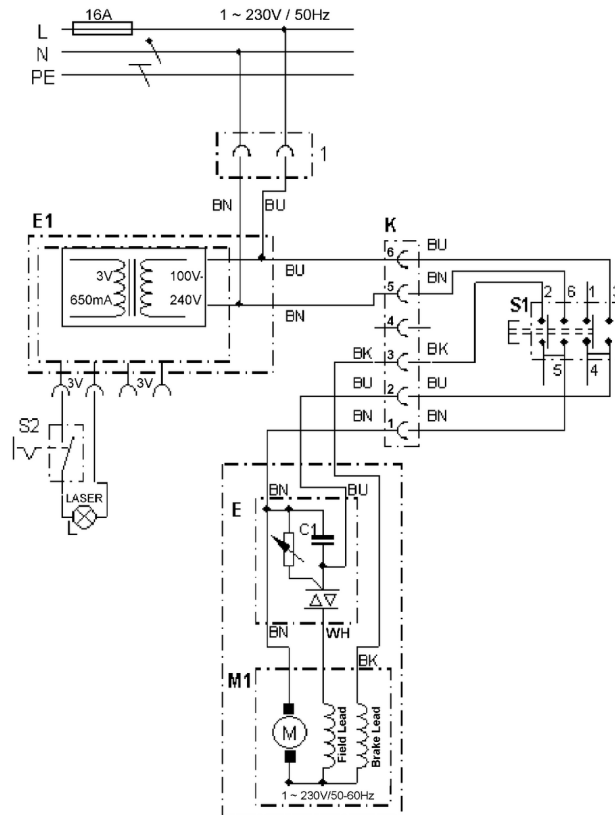 16A 1 ~ 230V / 50Hz
L
N
PE
1
BN BU
E1 K
6 BU
3V 100V- BU
650mA 240V 5 BN
BN S1 2 6 1 3
4
BK 3 BK
3V 3V BU 2 BU 5 4
S2 BN 1 BN
LASER
L
BN BU
E C1
BN WH
BK
M1
M Field Lead Brake Lead
1 ~ 230V/50-60Hz